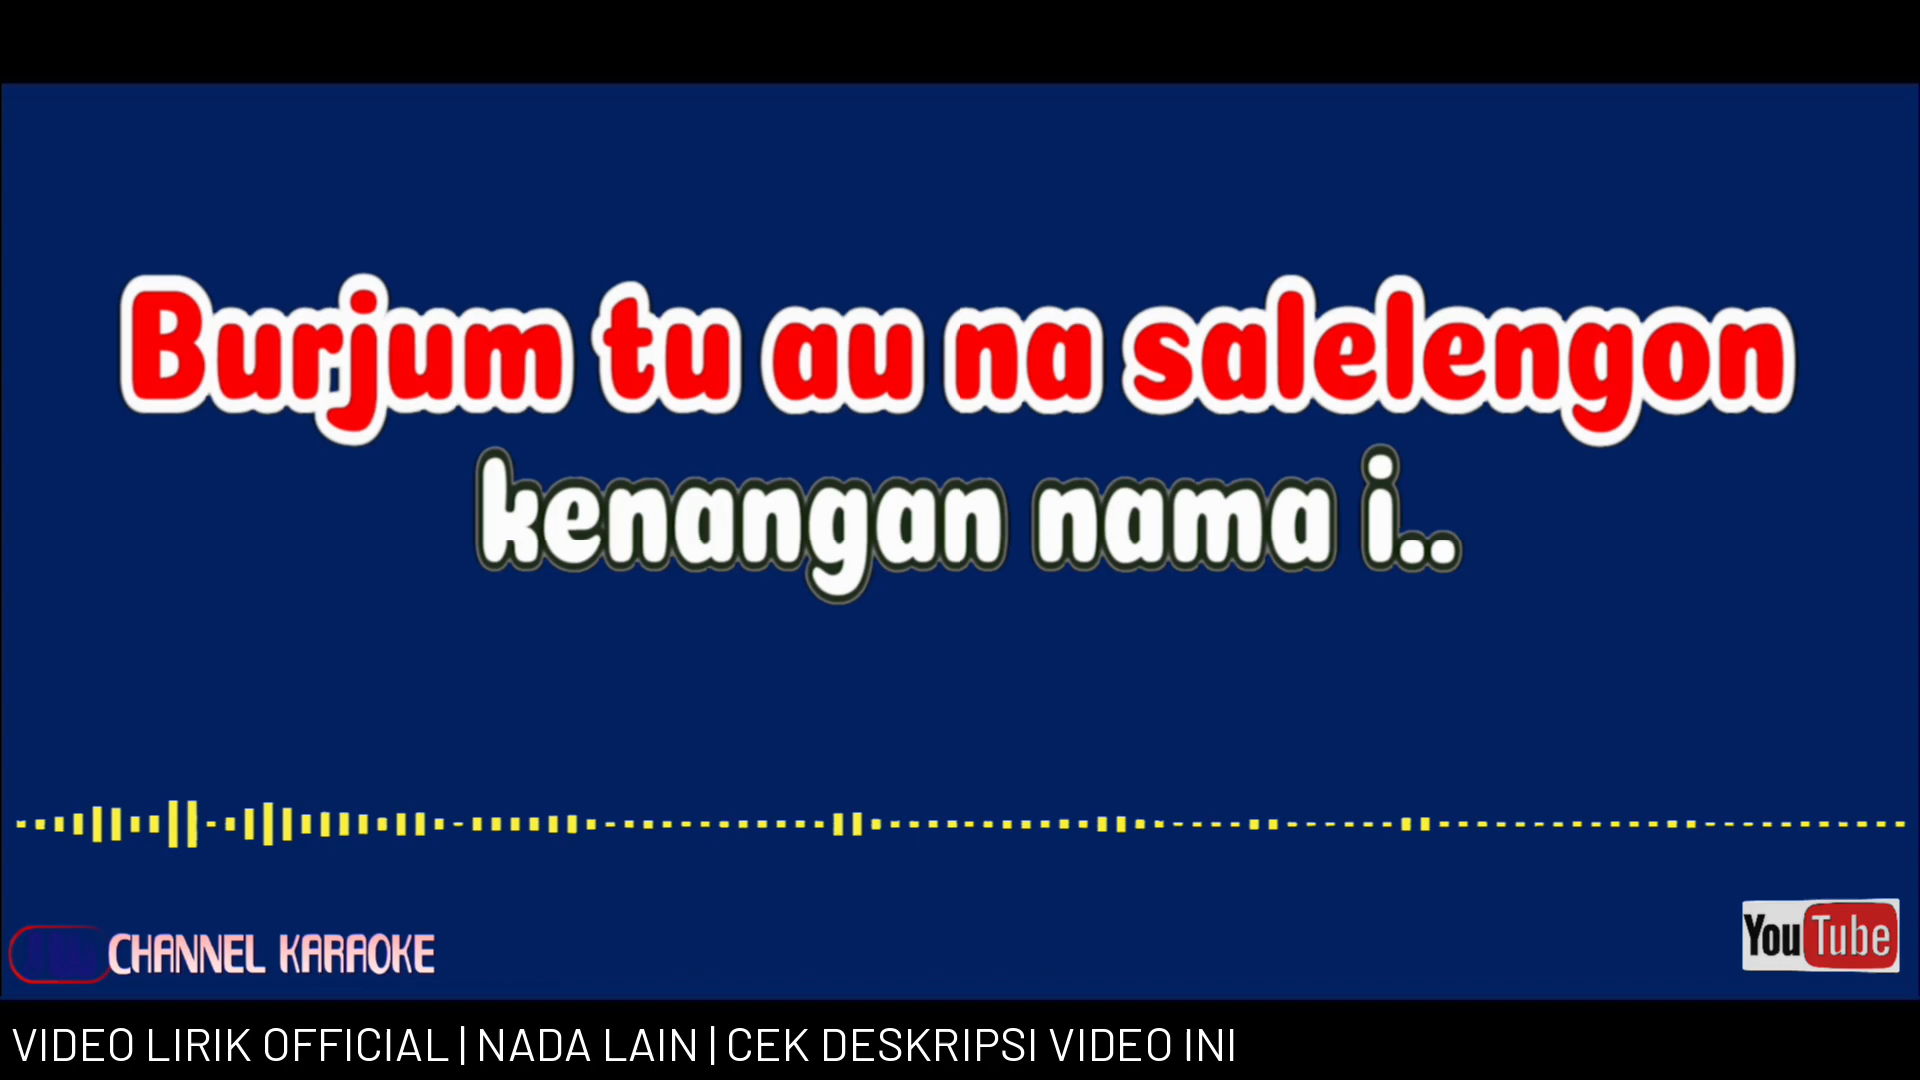 Burjum tu au na salelengon
kenangan nama i..
CHANNEL KARAOKE
YouTube
VIDEO LIRIK OFFICIAL | NADA LAIN | CEK DESKRIPSI VIDEO INI